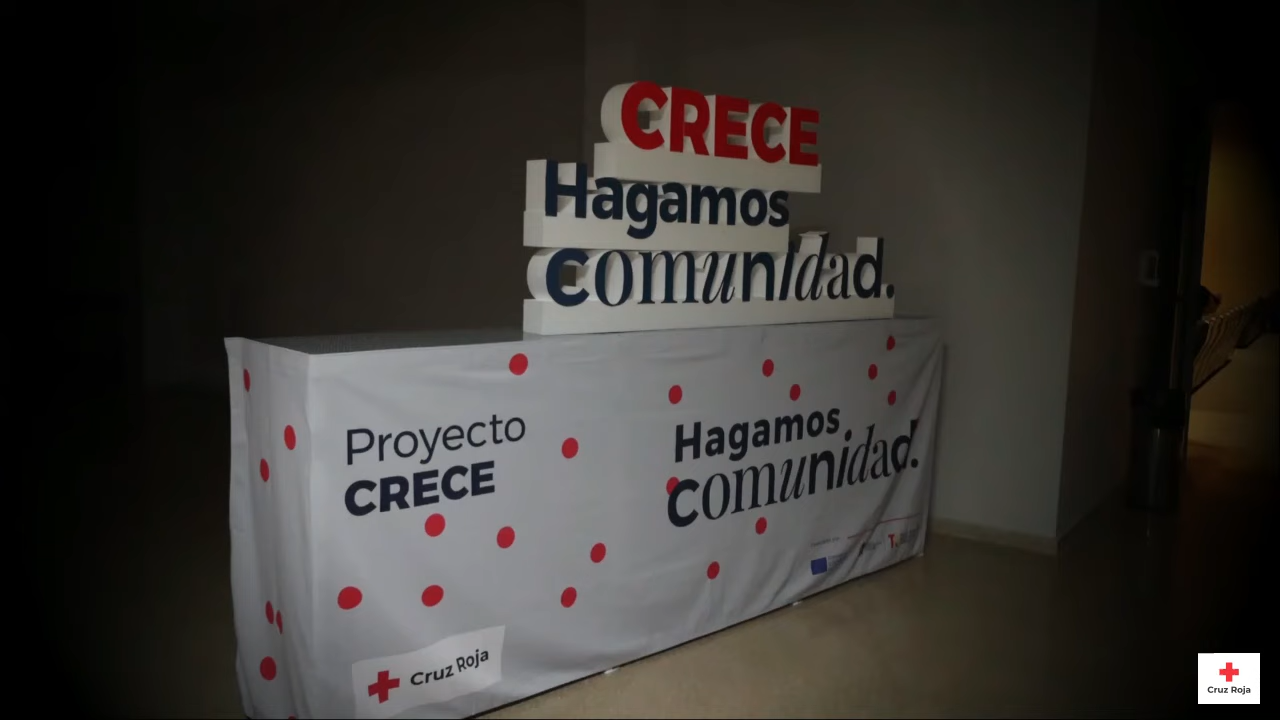 CRECE
Hagamos
comunidad.
Proyecto
CRECE
Hagamos
comunidad.
Cruz Roja
Cruz Roja